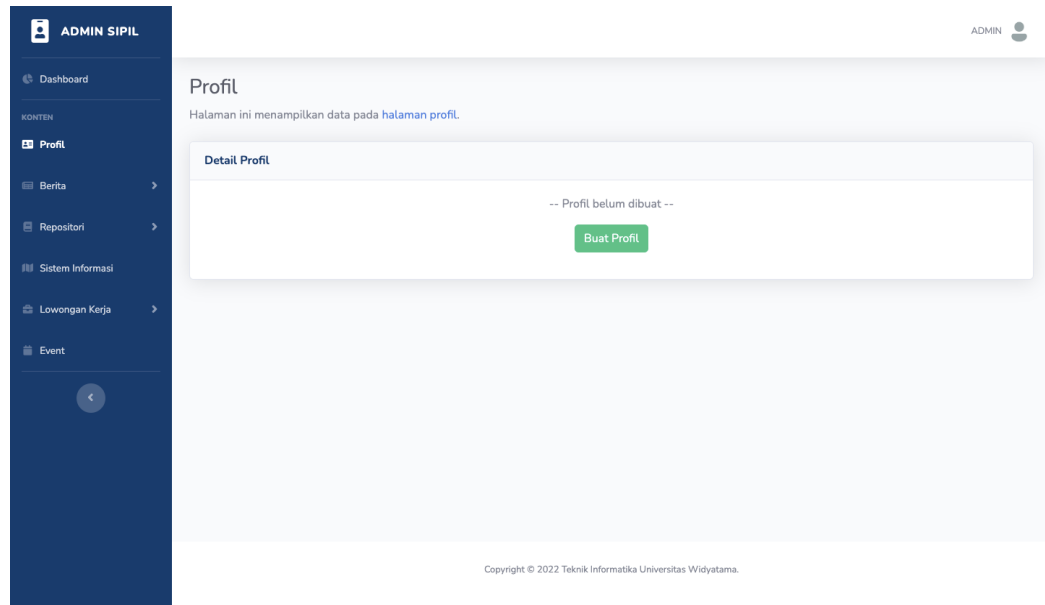 ADMIN SIPIL
Dashboard
KONTEN
Profil
Berita
Repositori
Sistem Informasi
Lowongan Kerja
Event
ADMIN
Profil
Halaman ini menampilkan data pada halaman profil.
Detail Profil
-- Profil belum dibuat --
Buat Profil
Copyright © 2022 Teknik Informatika Universitas Widyatama.